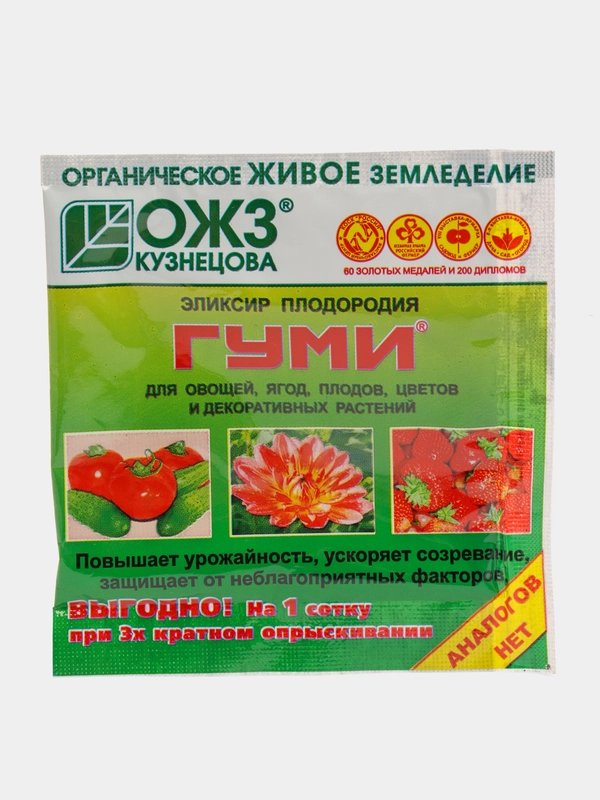 ОРГАНИЧЕСКОЕ ЖИВОЕ ЗЕМЛЕДЕЛИЕ
ОЖЗ®
КУЗНЕЦОВА
60 ЗОЛОТЫХ МЕДАЛЕЙ И 200 ДИПЛОМОВ
ЭЛИКСИР ПЛОДОРОДИЯ
ГУМИ®
ДЛЯ ОВОЩЕЙ, ЯГОД, ПЛОДОВ, ЦВЕТОВ
И ДЕКОРАТИВНЫХ РАСТЕНИЙ
Повышает урожайность, ускоряет созревание,
защищает от неблагоприятных факторов,
ВЫГОДНО! На 1 сотку
при 3х кратном опрыскивании
АНАЛОГОВ
НЕТ